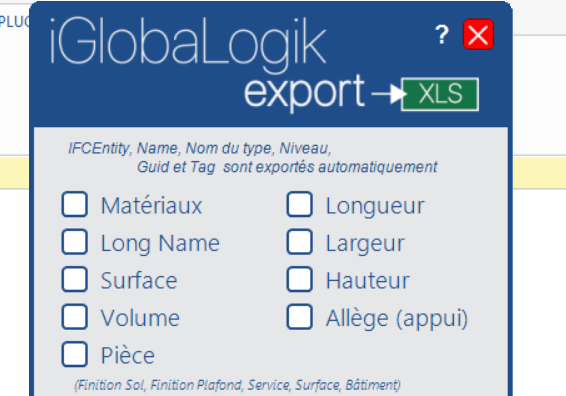 PLUG
iGlobaLogik
?
export
XLS
IFCEntity, Name, Nom du type, Niveau,
Guid et Tag sont exportés automatiquement
Matériaux
Longueur
Long Name
Largeur
Surface
Hauteur
Volume
Allège (appui)
Pièce
(Finition Sol, Finition Plafond, Service, Surface, Bâtiment)